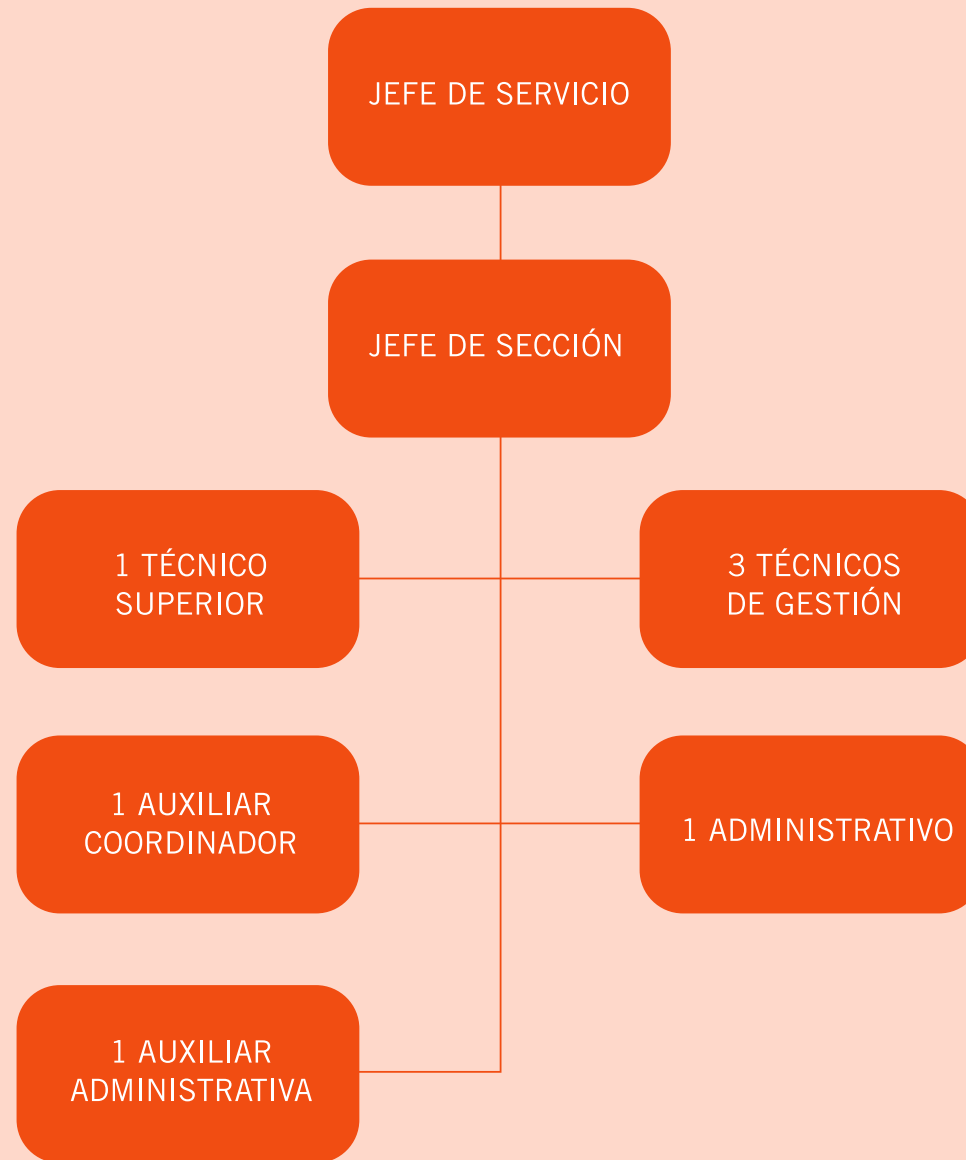 JEFE DE SERVICIO
JEFE DE SECCIÓN
1 TÉCNICO
SUPERIOR
3 TÉCNICOS
DE GESTIÓN
1 AUXILIAR
COORDINADOR
1 ADMINISTRATIVO
1 AUXILIAR
ADMINISTRATIVA